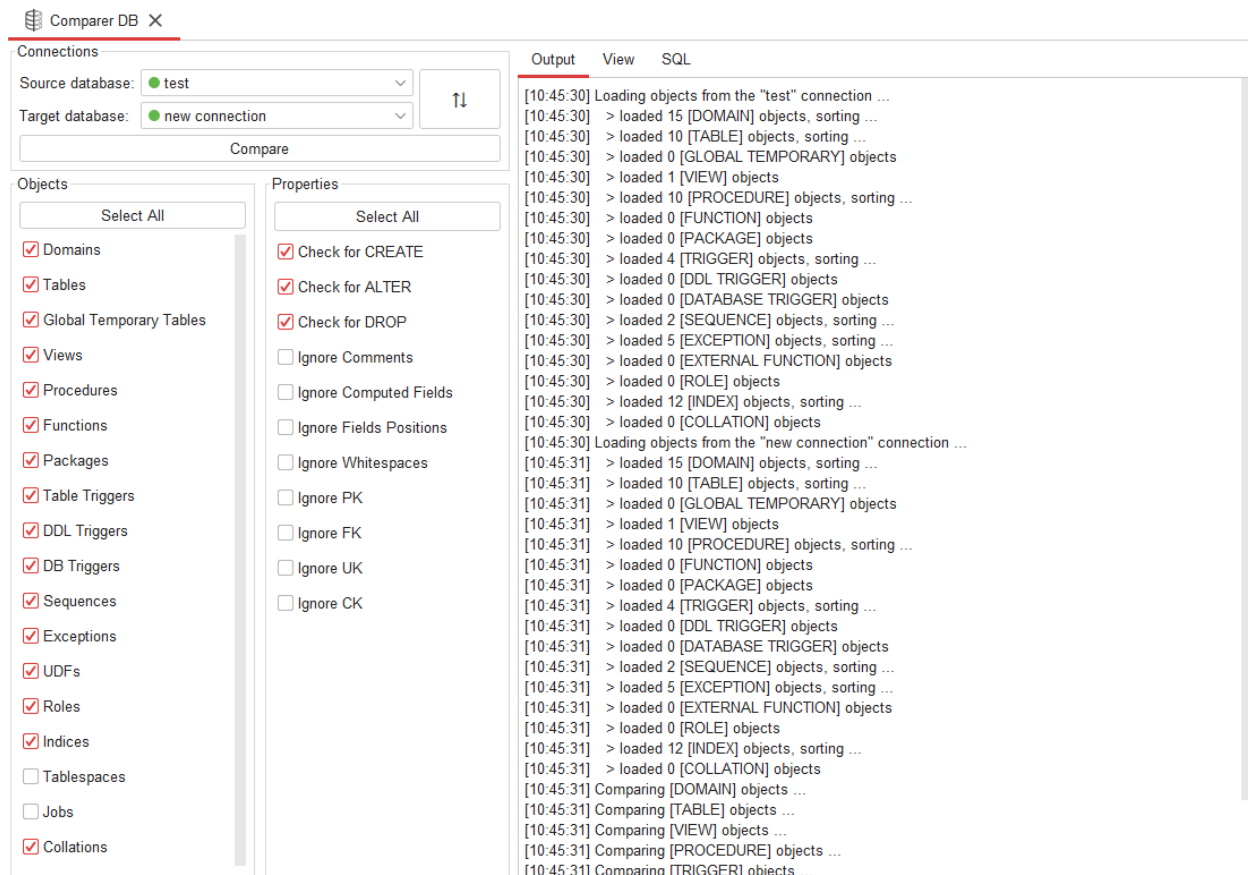 Comparer DB
Connections
Source database:
test
Target database:
new connection
Compare
Objects
Select All
Domains
Tables
Global Temporary Tables
Views
Procedures
Functions
Packages
Table Triggers
DDL Triggers
DB Triggers
Sequences
Exceptions
UDFs
Roles
Indices
Tablespaces
Jobs
Collations
Properties
Select All
Check for CREATE
Check for ALTER
Check for DROP
Ignore Comments
Ignore Computed Fields
Ignore Fields Positions
Ignore Whitespaces
Ignore PK
Ignore FK
Ignore UK
Ignore CK
Output View SQL
[10:45:30] Loading objects from the "test" connection ...
[10:45:30] > loaded 15 [DOMAIN] objects, sorting ...
[10:45:30] > loaded 10 [TABLE] objects, sorting ...
[10:45:30] > loaded 0 [GLOBAL TEMPORARY] objects
[10:45:30] > loaded 1 [VIEW] objects
[10:45:30] > loaded 10 [PROCEDURE] objects, sorting ...
[10:45:30] > loaded 0 [FUNCTION] objects
[10:45:30] > loaded 0 [PACKAGE] objects
[10:45:30] > loaded 4 [TRIGGER] objects, sorting ...
[10:45:30] > loaded 0 [DDL TRIGGER] objects
[10:45:30] > loaded 0 [DATABASE TRIGGER] objects
[10:45:30] > loaded 2 [SEQUENCE] objects, sorting ...
[10:45:30] > loaded 5 [EXCEPTION] objects, sorting ...
[10:45:30] > loaded 0 [EXTERNAL FUNCTION] objects
[10:45:30] > loaded 0 [ROLE] objects
[10:45:30] > loaded 12 [INDEX] objects, sorting ...
[10:45:30] > loaded 0 [COLLATION] objects
[10:45:30] Loading objects from the "new connection" connection ...
[10:45:31] > loaded 15 [DOMAIN] objects, sorting ...
[10:45:31] > loaded 10 [TABLE] objects, sorting ...
[10:45:31] > loaded 0 [GLOBAL TEMPORARY] objects
[10:45:31] > loaded 1 [VIEW] objects
[10:45:31] > loaded 10 [PROCEDURE] objects, sorting ...
[10:45:31] > loaded 0 [FUNCTION] objects
[10:45:31] > loaded 0 [PACKAGE] objects
[10:45:31] > loaded 4 [TRIGGER] objects, sorting ...
[10:45:31] > loaded 0 [DDL TRIGGER] objects
[10:45:31] > loaded 0 [DATABASE TRIGGER] objects
[10:45:31] > loaded 2 [SEQUENCE] objects, sorting ...
[10:45:31] > loaded 5 [EXCEPTION] objects, sorting ...
[10:45:31] > loaded 0 [EXTERNAL FUNCTION] objects
[10:45:31] > loaded 0 [ROLE] objects
[10:45:31] > loaded 12 [INDEX] objects, sorting ...
[10:45:31] > loaded 0 [COLLATION] objects
[10:45:31] Comparing [DOMAIN] objects ...
[10:45:31] Comparing [TABLE] objects ...
[10:45:31] Comparing [VIEW] objects ...
[10:45:31] Comparing [PROCEDURE] objects ...
[10:45:31] Comparing [TRIGGER] objects ...